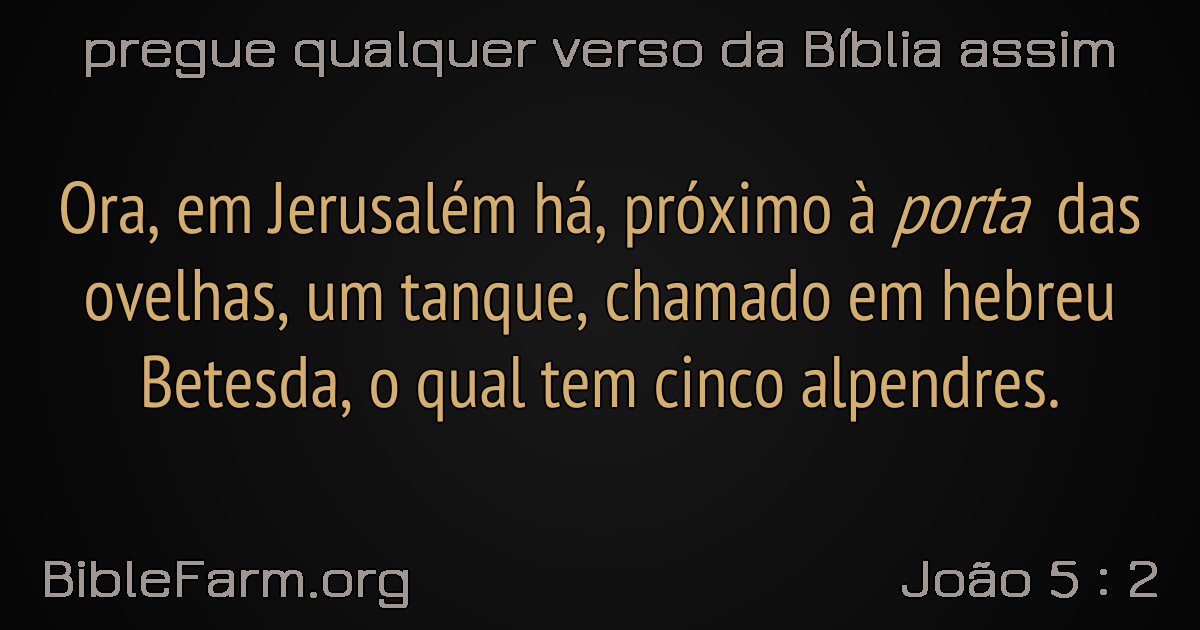 pregue qualquer verso da Bíblia assim
Ora, em Jerusalém há, próximo à porta das
ovelhas, um tanque, chamado em hebreu
Betesda, o qual tem cinco alpendres.
BibleFarm.org
João 5 : 2